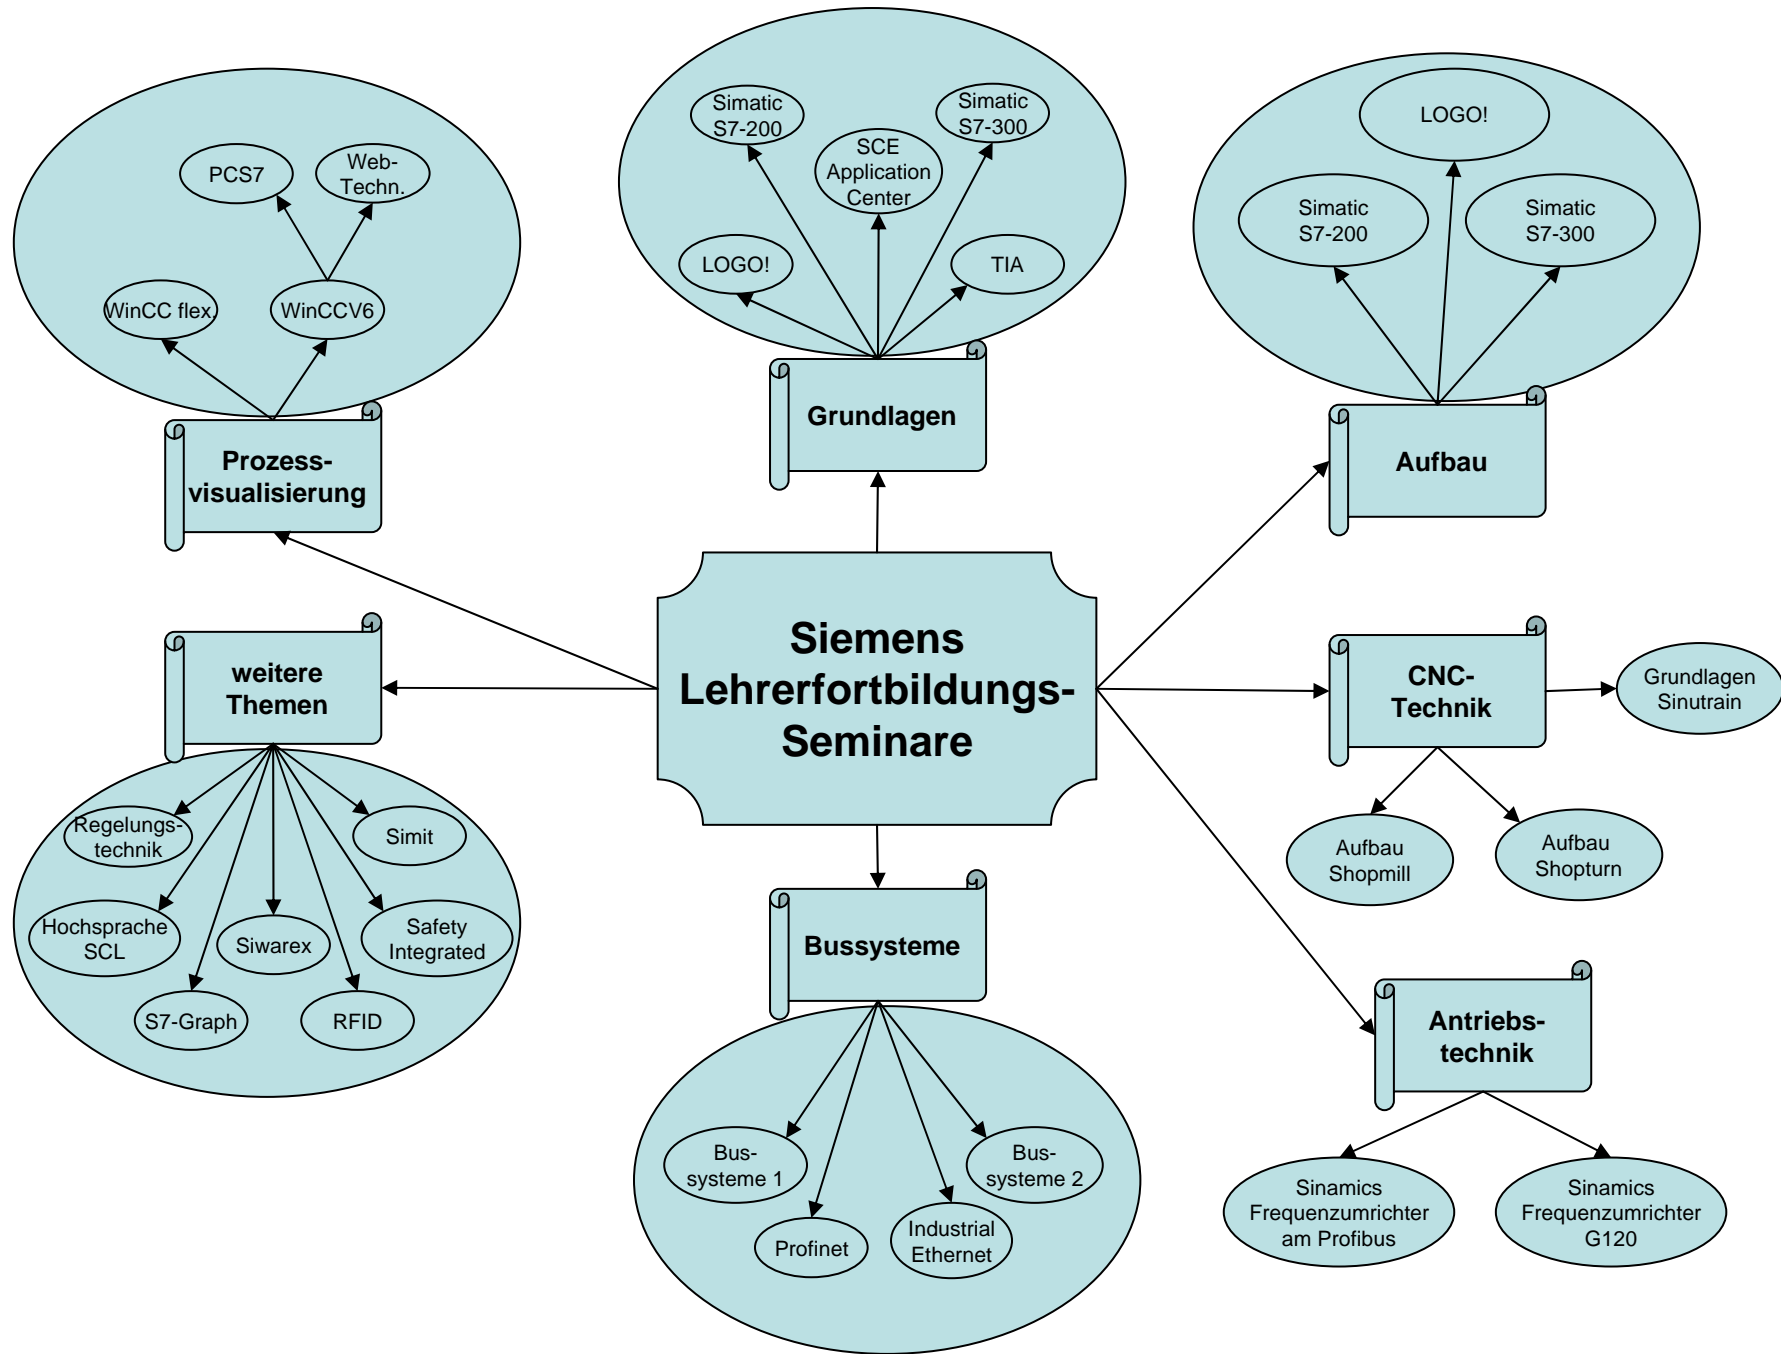 Simatic
S7-200
SCE
Application
Center
Simatic
S7-300
LOGO!
TIA
Grundlagen
LOGO!
Simatic
S7-200
Simatic
S7-300
Aufbau
PCS7
Web-
Techn.
WinCC flex.
WinCCV6
Prozess-
visualisierung
Siemens
Lehrerfortbildungs-
Seminare
weitere
Themen
Regelungs-
technik
Simit
Hochsprache
SCL
Siwarex
Safety
Integrated
S7-Graph
RFID
CNC-
Technik
Grundlagen
Sinutrain
Aufbau
Shopmill
Aufbau
Shopturn
Bussysteme
Bus-
systeme 1
Bus-
systeme 2
Profinet
Industrial
Ethernet
Antriebs-
technik
Sinamics
Frequenzumrichter
am Profibus
Sinamics
Frequenzumrichter
G120